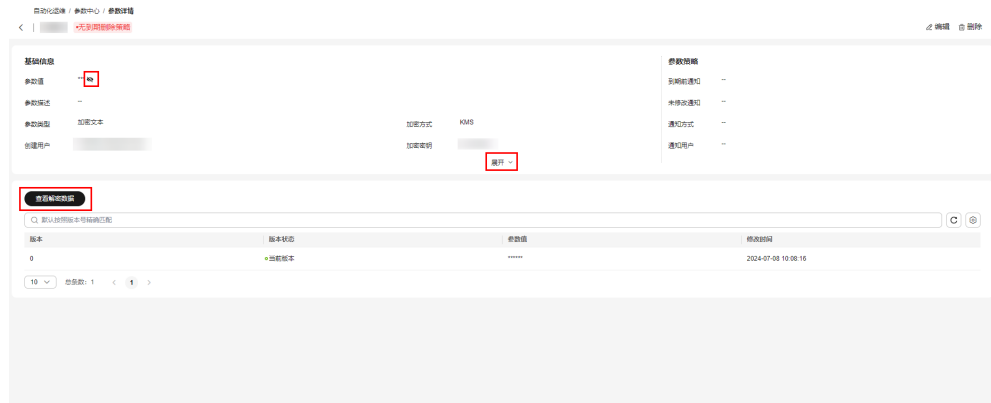 自动化运维 / 参数中心 / 参数详情
无到期删除策略
编辑 删除
基础信息
参数值 ***
参数描述 --
参数类型 加密文本
加密方式 KMS
创建用户
加密密钥
展开
参数策略
到期前通知 --
未修改通知 --
通知方式 --
通知用户 --
查看解密数据
默认按照版本号精确匹配
版本 版本状态 参数值 修改时间
0 当前版本 ****** 2024-07-08 10:08:16
10 总条数: 1 < 1 >